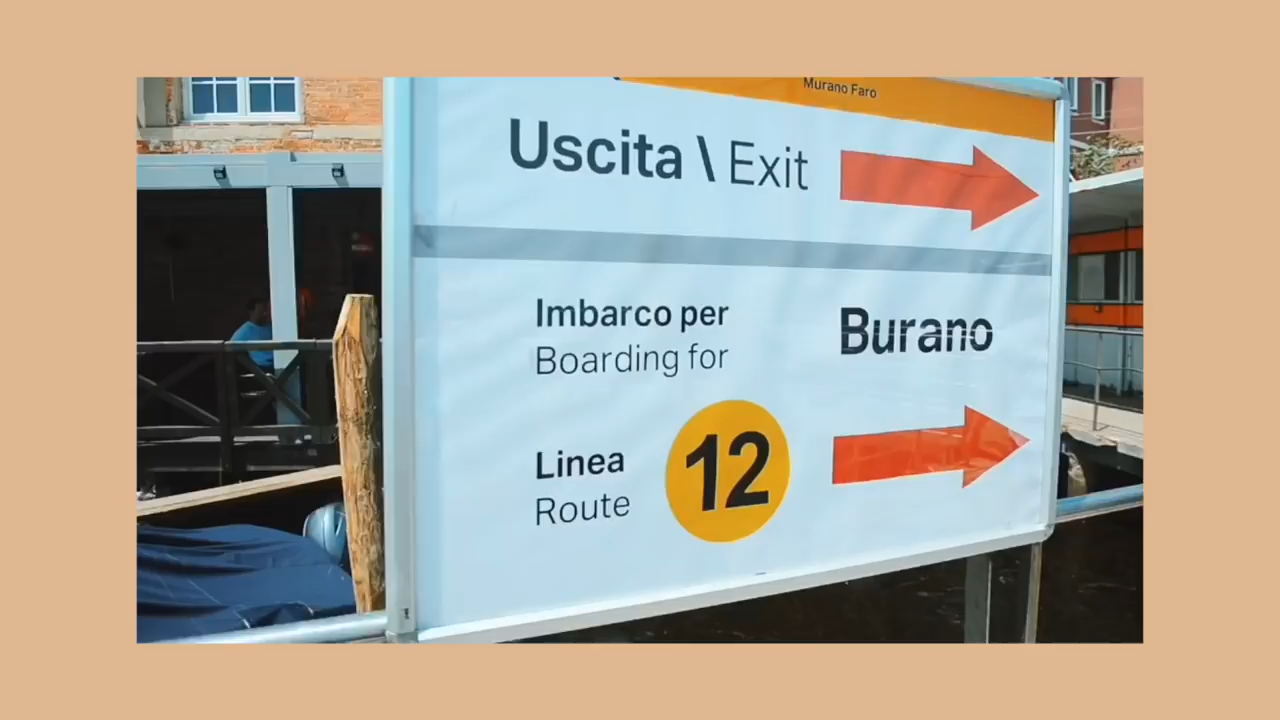 Murano Faro
Uscita \ Exit
Imbarco per
Boarding for
Burano
Linea
Route
12